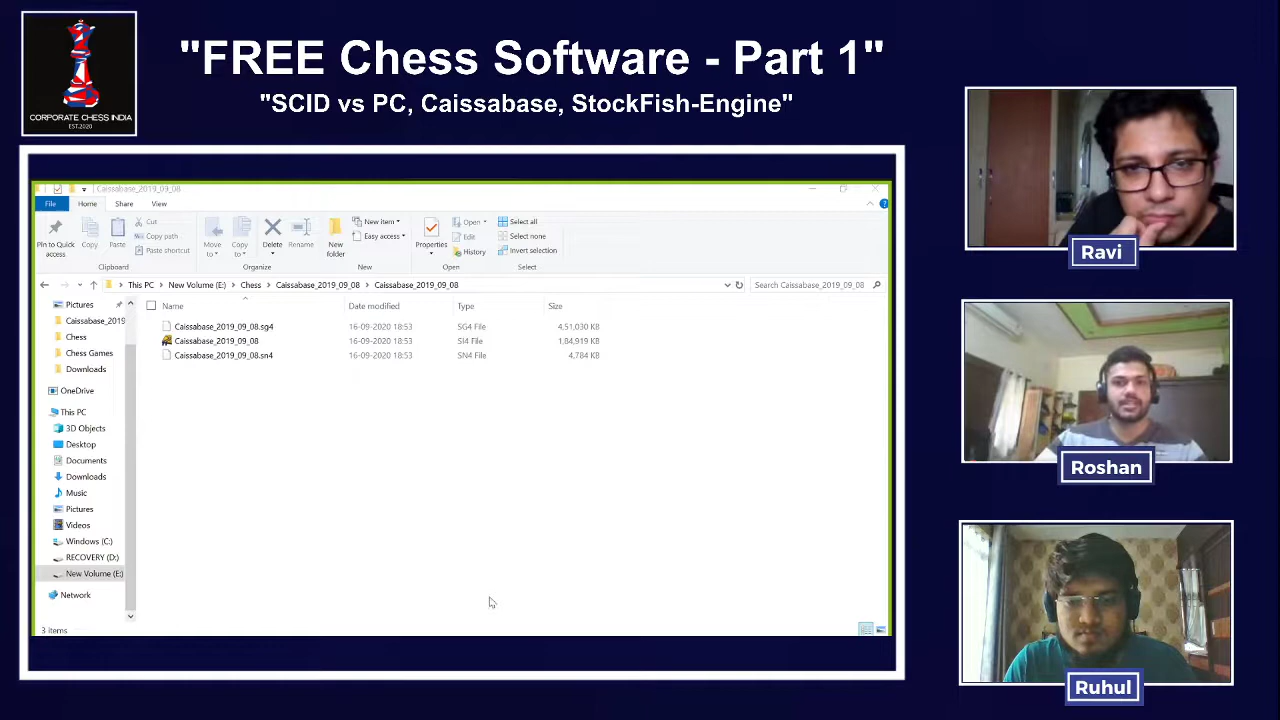 "FREE Chess Software - Part 1"
"SCID vs PC, Caissabase, StockFish-Engine"
CORPORATE CHESS INDIA
EST.2020
Caissabase_2019_09_08
File Home Share View
Pin to Quick access
Copy
Paste
Cut
Copy path
Paste shortcut
Clipboard
Move to
Copy to
Delete
Rename
Organize
New folder
New item
Easy access
New
Properties
Open
Edit
History
Open
Select all
Select none
Invert selection
Select
This PC > New Volume (E:) > Chess > Caissabase_2019_09_08 > Caissabase_2019_09_08
Search Caissabase_2019_09_08
Name Date modified Type Size
Caissabase_2019_09_08.sg4 16-09-2020 18:53 SG4 File 4,51,030 KB
Caissabase_2019_09_08 16-09-2020 18:53 SI4 File 1,84,919 KB
Caissabase_2019_09_08.sn4 16-09-2020 18:53 SN4 File 4,784 KB
Pictures
Caissabase_2019
Chess
Chess Games
Downloads
OneDrive
This PC
3D Objects
Desktop
Documents
Downloads
Music
Pictures
Videos
Windows (C:)
RECOVERY (D:)
New Volume (E:)
Network
3 items
Ravi
Roshan
Ruhul